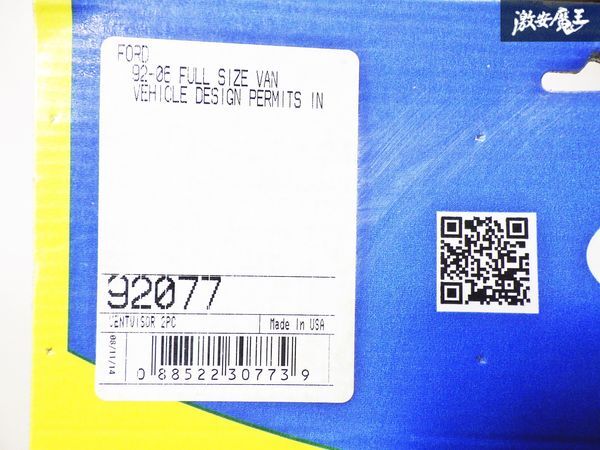 激安魔王
FORD
92-06 FULL SIZE VAN
VEHICLE DESIGN PERMITS IN
92077
VENTVISOR 2PC
Made In USA
08/11/14
0 88522 30773 9